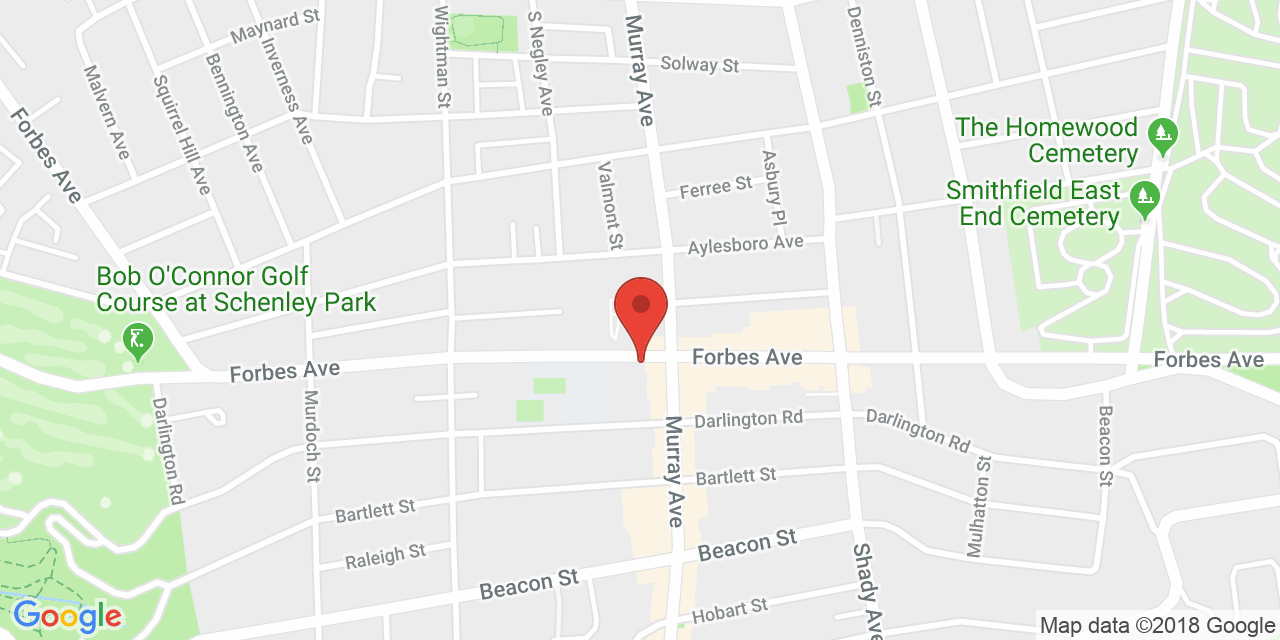 Maynard St
Wightman St
S Negley Ave
Murray Ave
Denniston St
Solway St
Inverness Ave
Bennington Ave
Squirrel Hill Ave
Malvern Ave
Forbes Ave
The Homewood
Cemetery
Valmont St
Ferree St
Asbury Pl
Smithfield East
End Cemetery
Aylesboro Ave
Bob O'Connor Golf
Course at Schenley Park
Forbes Ave
Forbes Ave
Forbes Ave
Darlington Rd
Murdoch St
Murray Ave
Darlington Rd
Darlington Rd
Beacon St
Bartlett St
Mulhatton St
Bartlett St
Raleigh St
Beacon St
Shady Ave
Beacon St
Hobart St
Google
Map data ©2018 Google